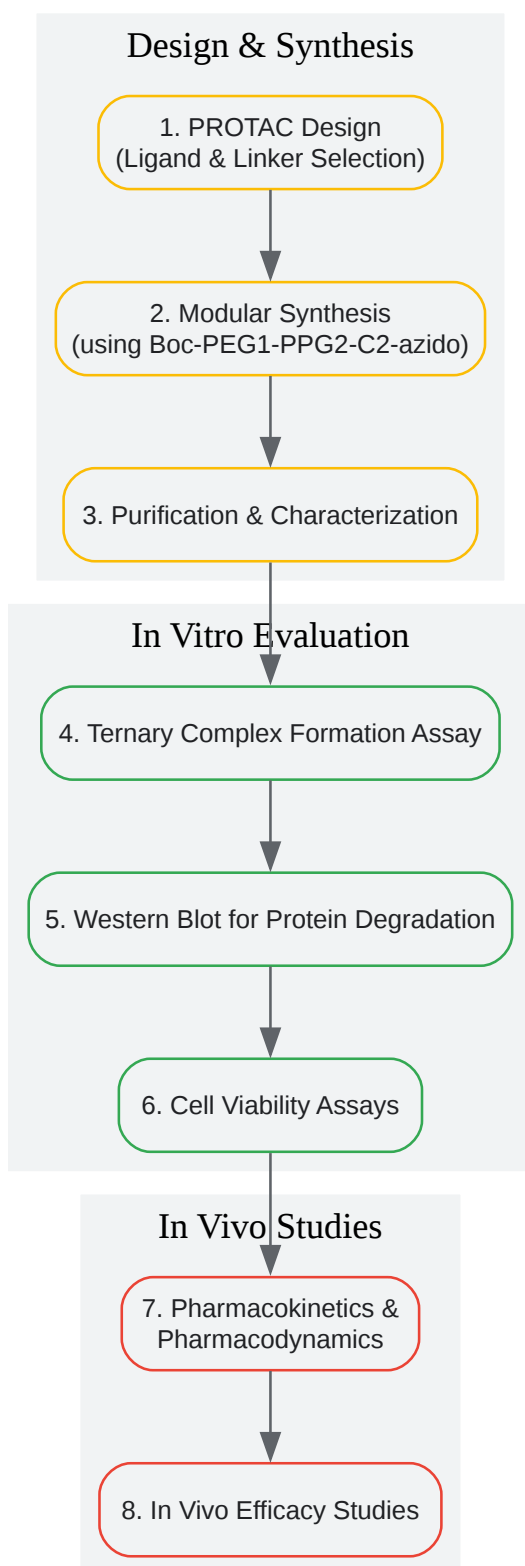 Design & Synthesis
1. PROTAC Design
(Ligand & Linker Selection)
2. Modular Synthesis
(using Boc-PEG1-PPG2-C2-azido)
3. Purification & Characterization
In Vitro Evaluation
4. Ternary Complex Formation Assay
5. Western Blot for Protein Degradation
6. Cell Viability Assays
In Vivo Studies
7. Pharmacokinetics &
Pharmacodynamics
8. In Vivo Efficacy Studies